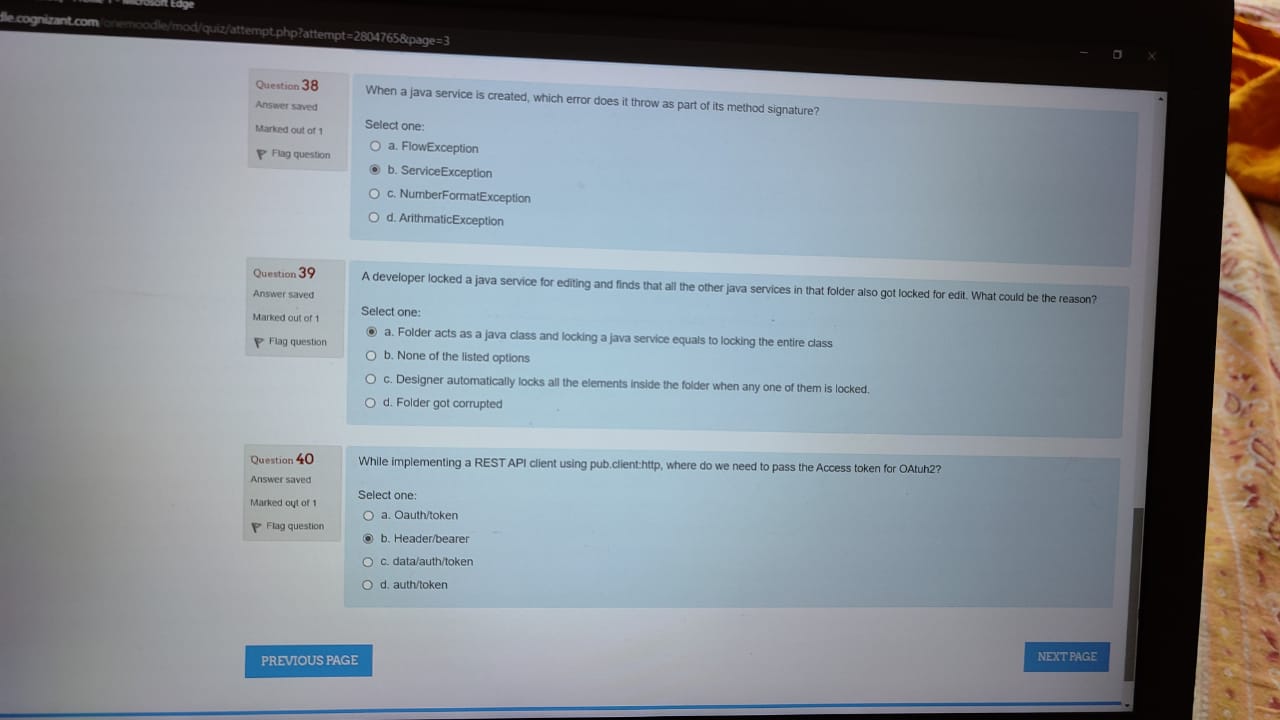 Microsoft Edge
dle.cognizant.com/onemoodle/mod/quiz/attempt.php?attempt=2804765&page=3
Question 38
Answer saved
Marked out of 1
Flag question
When a java service is created, which error does it throw as part of its method signature?
Select one:
a. FlowException
b. ServiceException
c. NumberFormatException
d. ArithmaticException
Question 39
Answer saved
Marked out of 1
Flag question
A developer locked a java service for editing and finds that all the other java services in that folder also got locked for edit. What could be the reason?
Select one:
a. Folder acts as a java class and locking a java service equals to locking the entire class
b. None of the listed options
c. Designer automatically locks all the elements inside the folder when any one of them is locked.
d. Folder got corrupted
Question 40
Answer saved
Marked out of 1
Flag question
While implementing a REST API client using pub.client:http, where do we need to pass the Access token for OAtuh2?
Select one:
a. Oauth/token
b. Header/bearer
c. data/auth/token
d. auth/token
PREVIOUS PAGE
NEXT PAGE